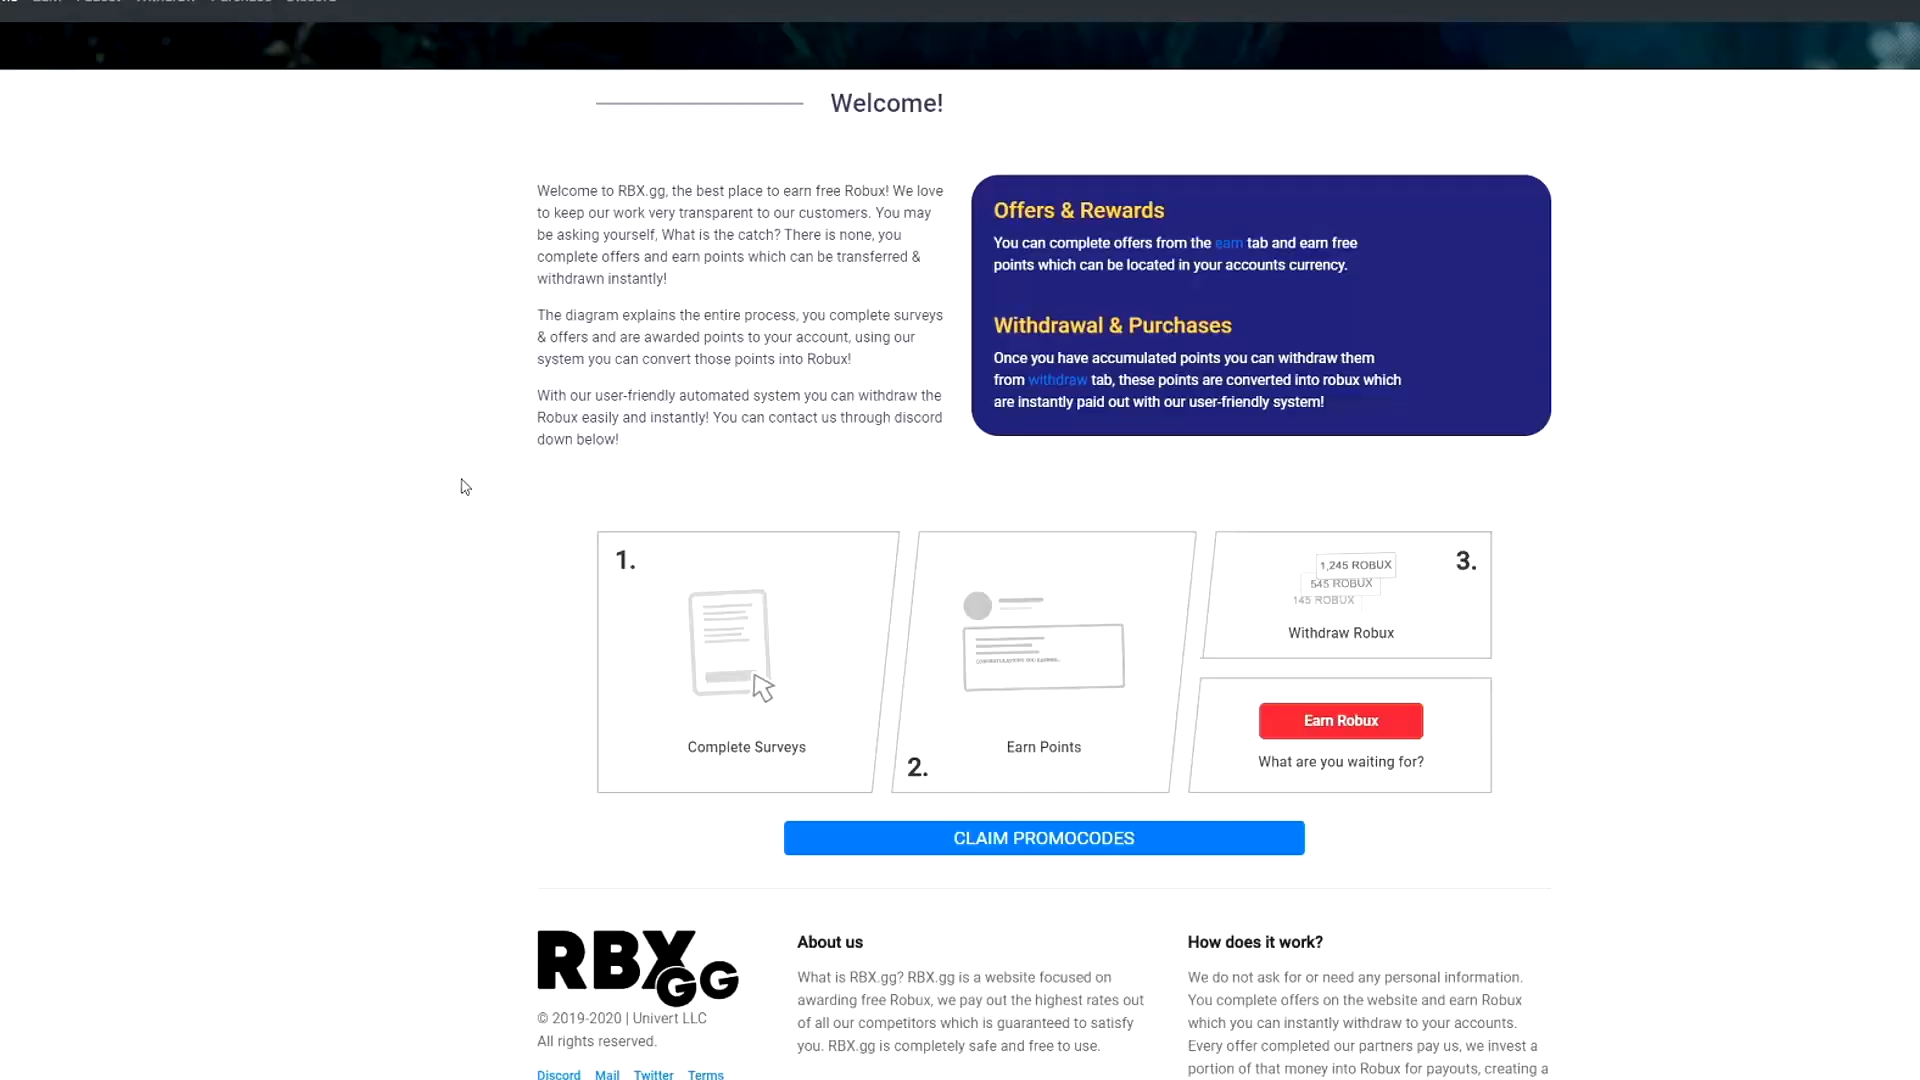 Welcome!
Welcome to RBX.gg, the best place to earn free Robux! We love
to keep our work very transparent to our customers. You may
be asking yourself, What is the catch? There is none, you
complete offers and earn points which can be transferred &
withdrawn instantly!
The diagram explains the entire process, you complete surveys
& offers and are awarded points to your account, using our
system you can convert those points into Robux!
With our user-friendly automated system you can withdraw the
Robux easily and instantly! You can contact us through discord
down below!
Offers & Rewards
You can complete offers from the earn tab and earn free
points which can be located in your accounts currency.
Withdrawal & Purchases
Once you have accumulated points you can withdraw them
from withdraw tab, these points are converted into robux which
are instantly paid out with our user-friendly system!
1.
Complete Surveys
2.
Earn Points
3.
1,245 ROBUX
545 ROBUX
145 ROBUX
Withdraw Robux
Earn Robux
What are you waiting for?
CLAIM PROMOCODES
RBX GG
© 2019-2020 | Univert LLC
All rights reserved.
Discord Mail Twitter Terms
About us
What is RBX.gg? RBX.gg is a website focused on
awarding free Robux, we pay out the highest rates out
of all our competitors which is guaranteed to satisfy
you. RBX.gg is completely safe and free to use.
How does it work?
We do not ask for or need any personal information.
You complete offers on the website and earn Robux
which you can instantly withdraw to your accounts.
Every offer completed our partners pay us, we invest a
portion of that money into Robux for payouts, creating a